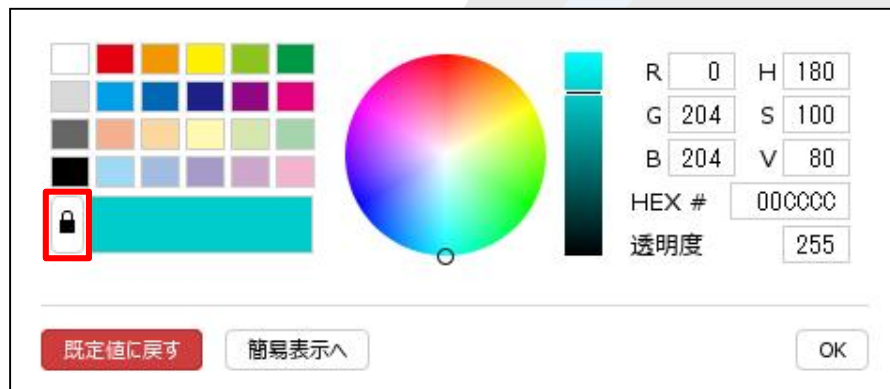 R 0 H 180
G 204 S 100
B 204 V 80
HEX # 00CCCC
透明度 255
既定値に戻す 簡易表示へ OK